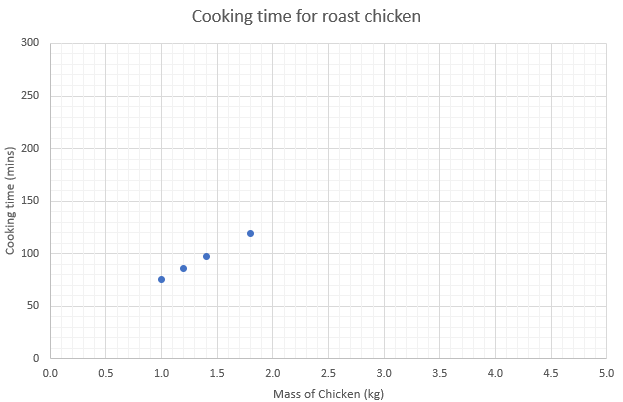 Cooking time for roast chicken
300
250
200
150
100
50
0
Cooking time (mins)
0.0 0.5 1.0 1.5 2.0 2.5 3.0 3.5 4.0 4.5 5.0
Mass of Chicken (kg)